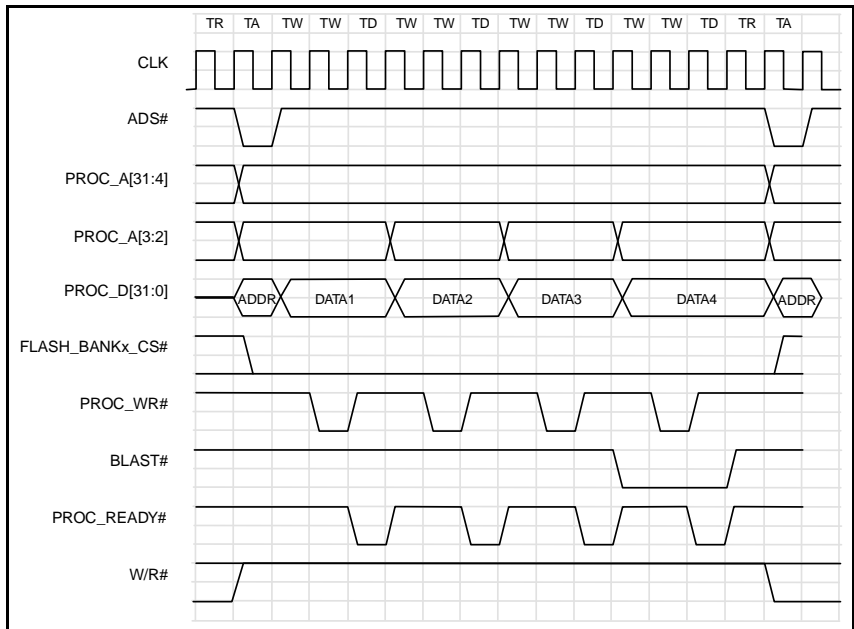 TR TA TW TW TD TW TW TD TW TW TD TW TW TD TR TA
CLK
ADS#
PROC_A[31:4]
PROC_A[3:2]
PROC_D[31:0]
ADDR DATA1 DATA2 DATA3 DATA4 ADDR
FLASH_BANKx_CS#
PROC_WR#
BLAST#
PROC_READY#
W/R#